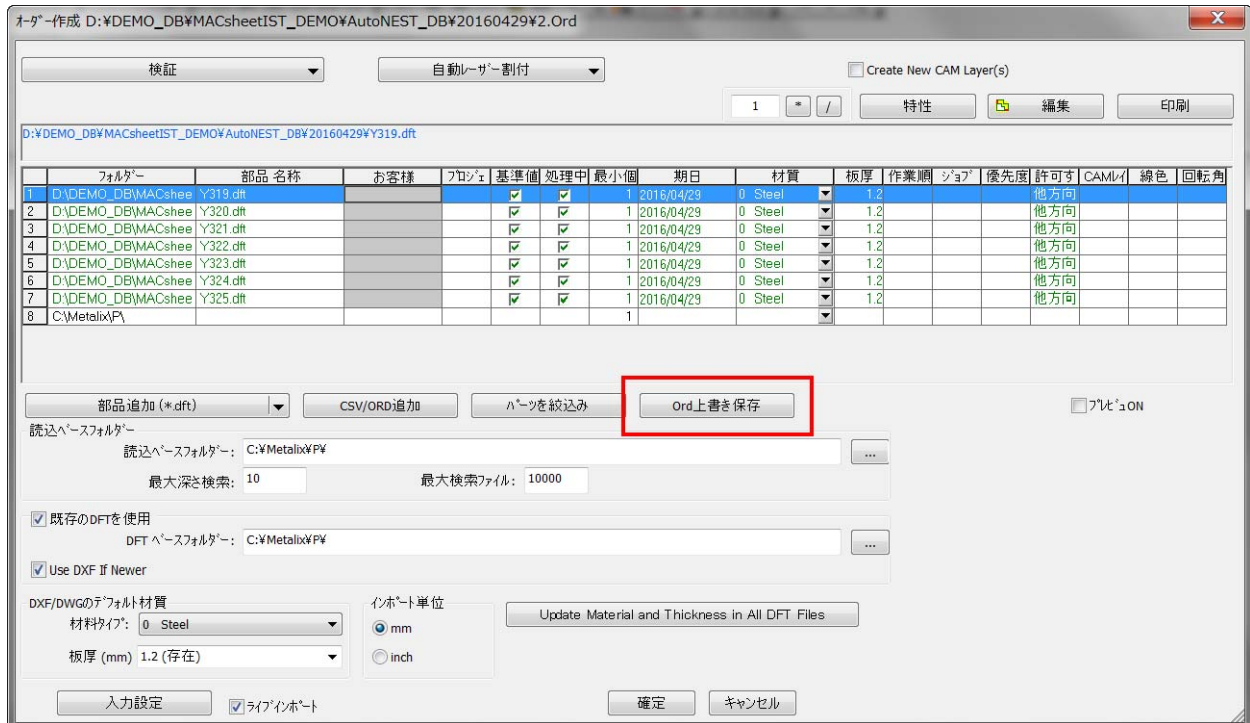 ｵｰﾀﾞｰ作成 D:¥DEMO_DB¥MACsheetIST_DEMO¥AutoNEST_DB¥20160429¥2.Ord
検証 自動ﾚｰｻﾞｰ割付 Create New CAM Layer(s)
1 * / 特性 編集 印刷
D:¥DEMO_DB¥MACsheetIST_DEMO¥AutoNEST_DB¥20160429¥Y319.dft
ﾌｫﾙﾀﾞｰ 部品 名称 お客様 ﾌﾟﾛｼﾞｪ 基準値 処理中 最小個 期日 材質 板厚 作業順 ｼﾞｮﾌﾞ 優先度 許可す CAMﾚｲ 線色 回転角
1 D:\DEMO_DB\MACshee Y319.dft 1 2016/04/29 0 Steel 1.2 他方向
2 D:\DEMO_DB\MACshee Y320.dft 1 2016/04/29 0 Steel 1.2 他方向
3 D:\DEMO_DB\MACshee Y321.dft 1 2016/04/29 0 Steel 1.2 他方向
4 D:\DEMO_DB\MACshee Y322.dft 1 2016/04/29 0 Steel 1.2 他方向
5 D:\DEMO_DB\MACshee Y323.dft 1 2016/04/29 0 Steel 1.2 他方向
6 D:\DEMO_DB\MACshee Y324.dft 1 2016/04/29 0 Steel 1.2 他方向
7 D:\DEMO_DB\MACshee Y325.dft 1 2016/04/29 0 Steel 1.2 他方向
8 C:\Metalix\P\ 1
部品追加 (*.dft) CSV/ORD追加 ﾊﾟｰﾂを絞込み Ord上書き保存 ﾌﾟﾚﾋﾞｭON
読込ﾍﾞｰｽﾌｫﾙﾀﾞｰ
読込ﾍﾞｰｽﾌｫﾙﾀﾞｰ: C:¥Metalix¥P¥ ...
最大深さ検索: 10 最大検索ﾌｧｲﾙ: 10000
既存のDFTを使用
DFT ﾍﾞｰｽﾌｫﾙﾀﾞｰ: C:¥Metalix¥P¥ ...
Use DXF If Newer
DXF/DWGのﾃﾞﾌｫﾙﾄ材質 ｲﾝﾎﾟｰﾄ単位
材料ﾀｲﾌﾟ: 0 Steel mm Update Material and Thickness in All DFT Files
板厚 (mm) 1.2 (存在) inch
入力設定 ﾗｲﾌﾞｲﾝﾎﾟｰﾄ 確定 ｷｬﾝｾﾙ